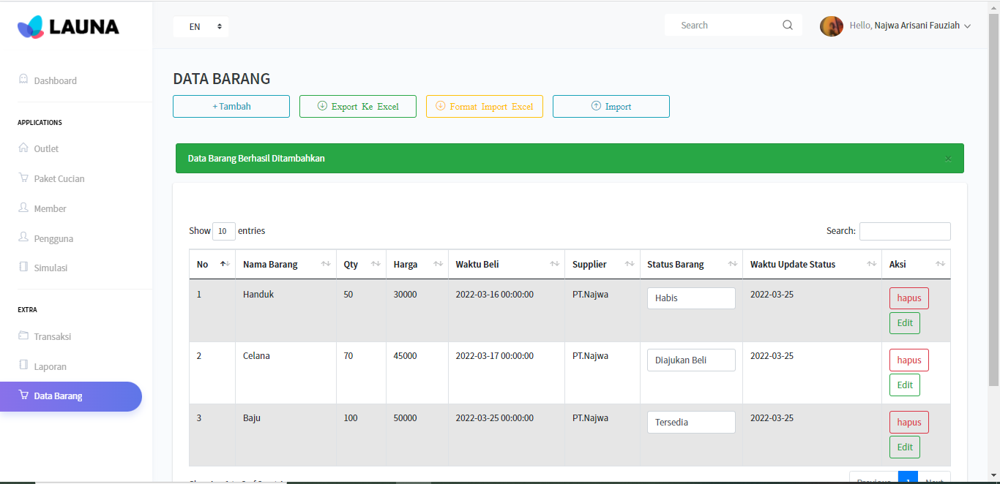 LAUNA
EN
Search
Hello, Najwa Arisani Fauziah
Dashboard
APPLICATIONS
Outlet
Paket Cucian
Member
Pengguna
Simulasi
EXTRA
Transaksi
Laporan
Data Barang
DATA BARANG
+ Tambah
Export Ke Excel
Format Import Excel
Import
Data Barang Berhasil Ditambahkan ×
Show 10 entries
Search:
No Nama Barang Qty Harga Waktu Beli Supplier Status Barang Waktu Update Status Aksi
1 Handuk 50 30000 2022-03-16 00:00:00 PT.Najwa Habis 2022-03-25 hapus
Edit
2 Celana 70 45000 2022-03-17 00:00:00 PT.Najwa Diajukan Beli 2022-03-25 hapus
Edit
3 Baju 100 50000 2022-03-25 00:00:00 PT.Najwa Tersedia 2022-03-25 hapus
Edit
Previous 1 Next